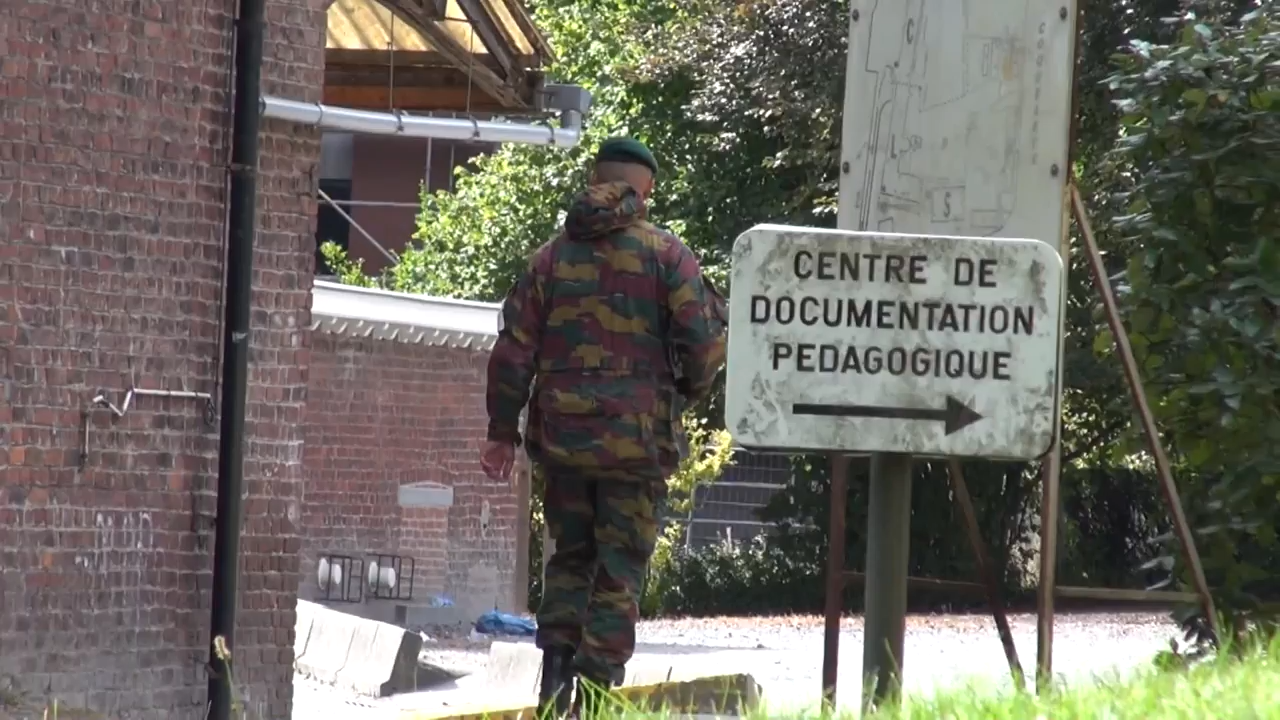 C
L
S
CENTRE DE
DOCUMENTATION
PEDAGOGIQUE